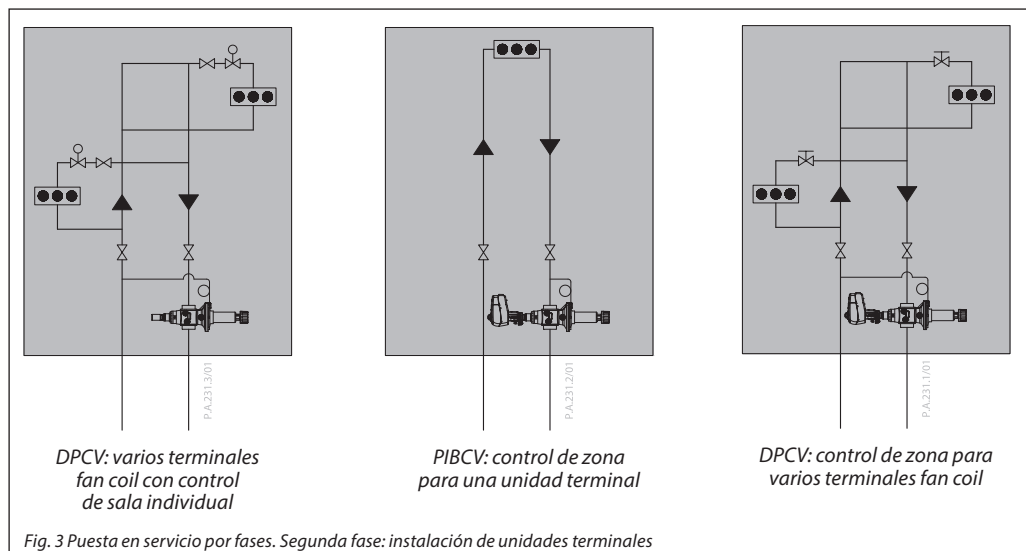 P.A.231.3/01
DPCV: varios terminales
fan coil con control
de sala individual
P.A.231.2/01
PIBCV: control de zona
para una unidad terminal
P.A.231.1/01
DPCV: control de zona para
varios terminales fan coil
Fig. 3 Puesta en servicio por fases. Segunda fase: instalación de unidades terminales